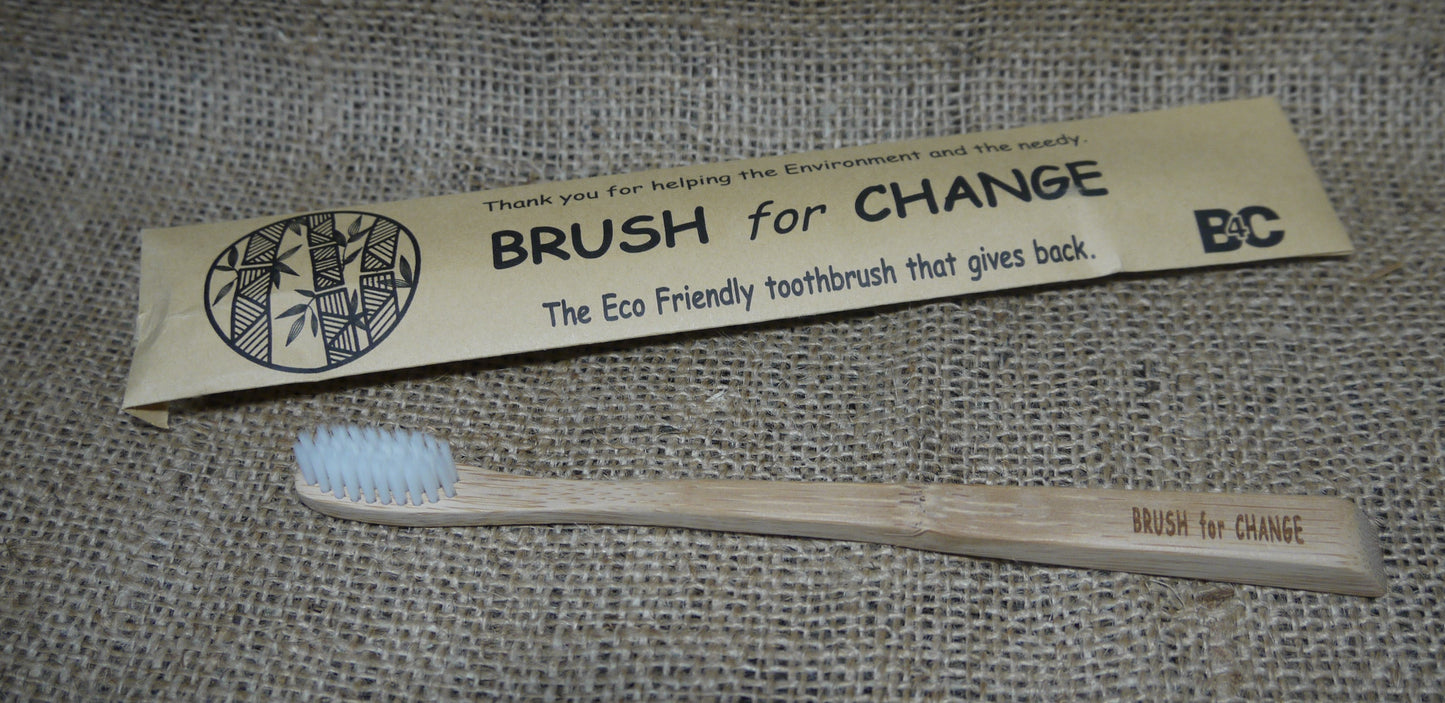 Thank you for helping the Environment and the needy.
BRUSH for CHANGE
The Eco Friendly toothbrush that gives back.
B4C
BRUSH for CHANGE